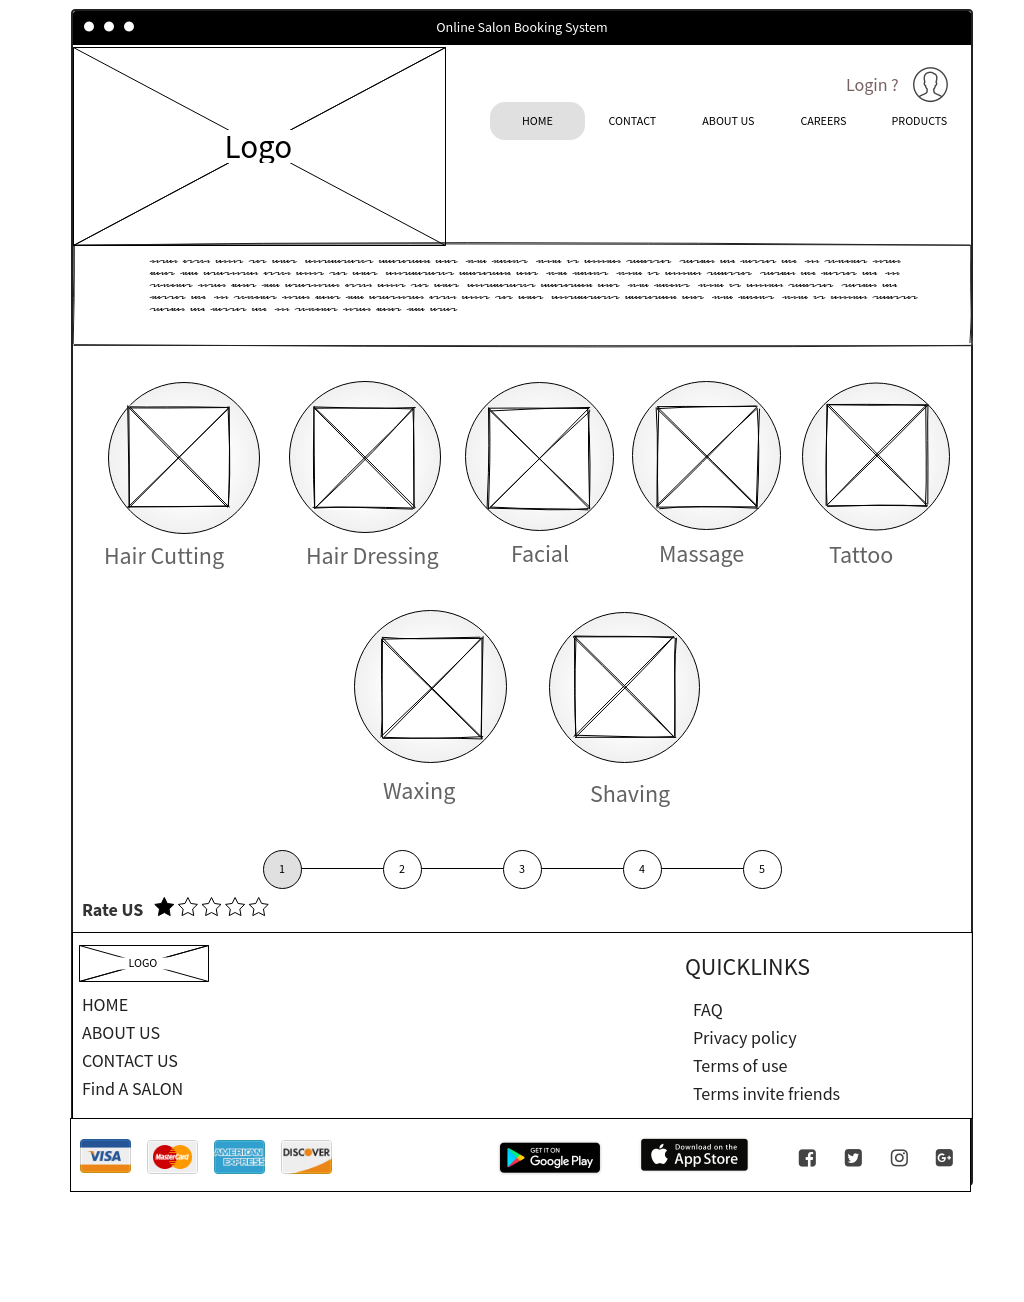 Online Salon Booking System
Logo
Login ?
HOME CONTACT ABOUT US CAREERS PRODUCTS
Hair Cutting Hair Dressing Facial Massage Tattoo
Waxing Shaving
1 2 3 4 5
Rate US
LOGO
HOME
ABOUT US
CONTACT US
Find A SALON
QUICKLINKS
FAQ
Privacy policy
Terms of use
Terms invite friends
VISA MasterCard AMERICAN EXPRESS DISCOVER
GET IT ON
Google Play
Download on the
App Store
G+